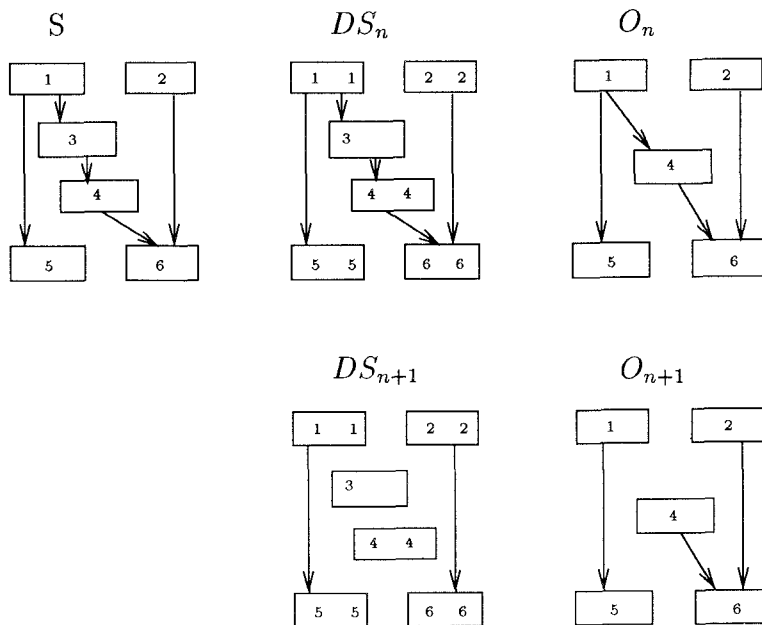 S DS_n O_n
1 1 1 2 2 1 2
2
3 3
4
4 4 4
5 6 5 5 6 6 5 6
DS_{n+1} O_{n+1}
1 1 2 2 1 2
3
4
4 4
5 5 6 6 5 6